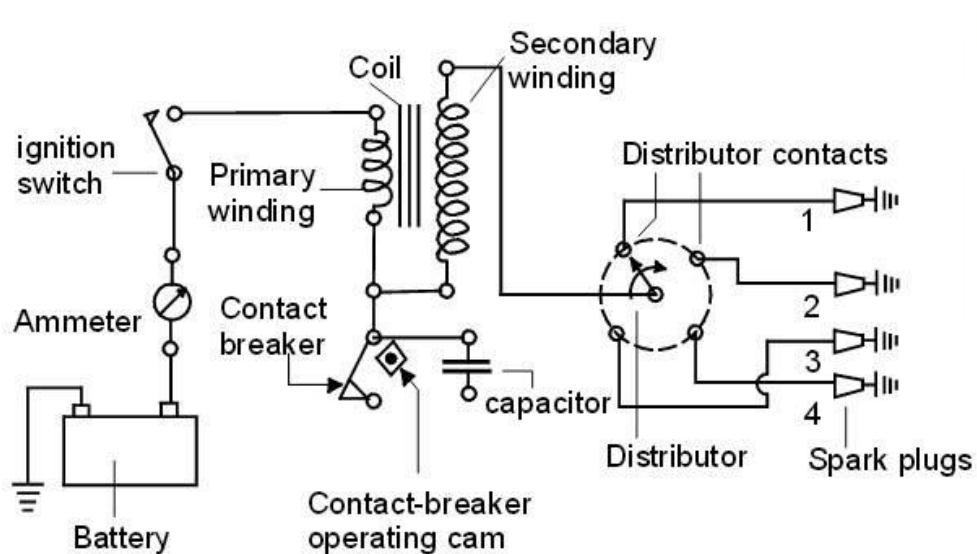 Secondary
winding
Coil
ignition
switch
Primary
winding
Distributor contacts
1
2
3
4
Ammeter
Contact
breaker
capacitor
Distributor
Spark plugs
Contact-breaker
operating cam
Battery